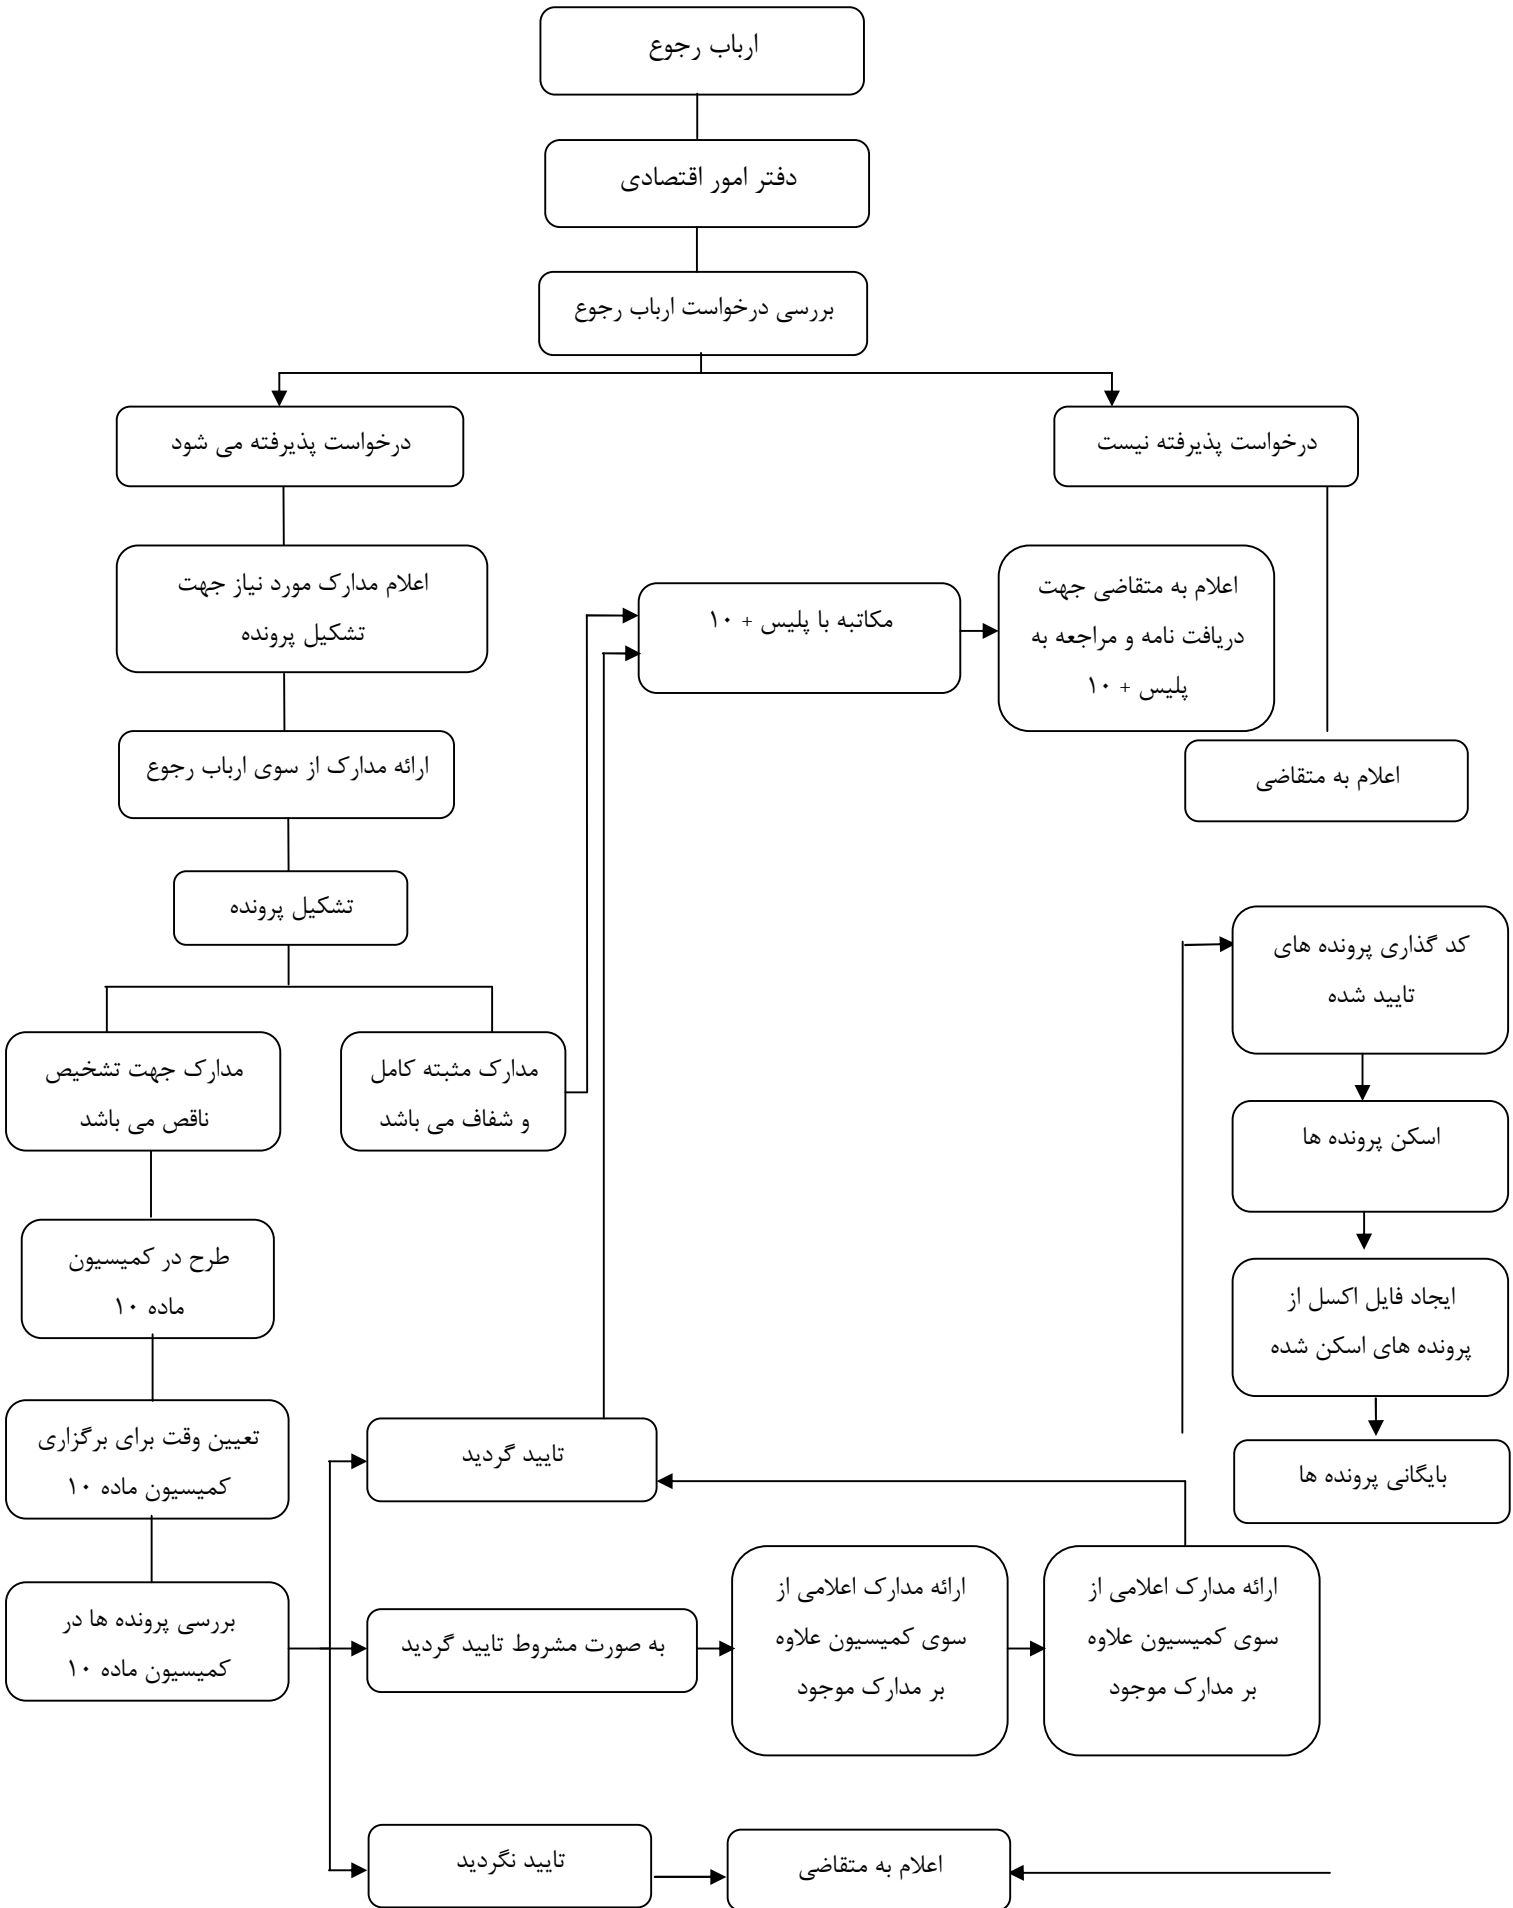 ارباب رجوع
دفتر امور اقتصادی
بررسی درخواست ارباب رجوع
درخواست پذیرفته نیست
درخواست پذیرفته می شود
اعلام مدارک مورد نیاز جهت
تشکیل پرونده
مکاتبه با پلیس + ۱۰
اعلام به متقاضی جهت
دریافت نامه و مراجعه به
پلیس + ۱۰
ارائه مدارک از سوی ارباب رجوع
اعلام به متقاضی
تشکیل پرونده
کد گذاری پرونده های
تایید شده
مدارک مثبته کامل
و شفاف می باشد
مدارک جهت تشخیص
ناقص می باشد
اسکن پرونده ها
طرح در کمیسیون
ماده ۱۰
ایجاد فایل اکسل از
پرونده های اسکن شده
تعیین وقت برای برگزاری
کمیسیون ماده ۱۰
تایید گردید
بایگانی پرونده ها
بررسی پرونده ها در
کمیسیون ماده ۱۰
به صورت مشروط تایید گردید
ارائه مدارک اعلامی از
سوی کمیسیون علاوه
بر مدارک موجود
ارائه مدارک اعلامی از
سوی کمیسیون علاوه
بر مدارک موجود
تایید نگردید
اعلام به متقاضی